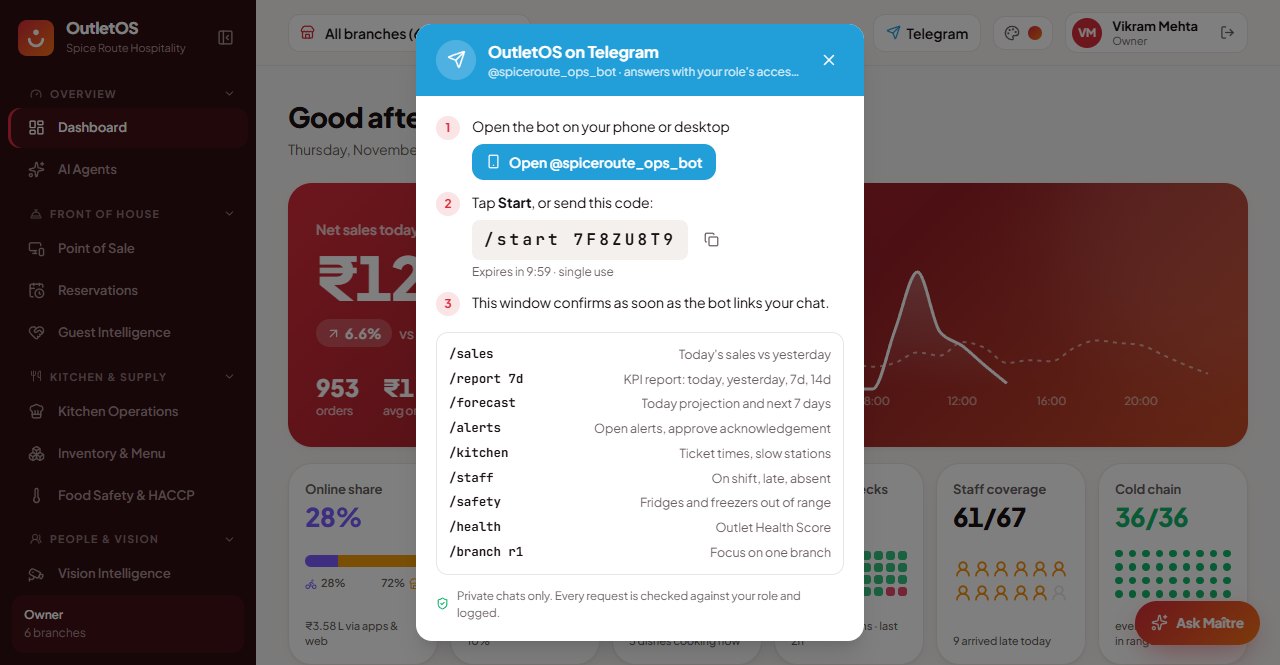 OutletOS
Spice Route Hospitality
OVERVIEW
Dashboard
AI Agents
FRONT OF HOUSE
Point of Sale
Reservations
Guest Intelligence
KITCHEN & SUPPLY
Kitchen Operations
Inventory & Menu
Food Safety & HACCP
PEOPLE & VISION
Vision Intelligence
Owner
6 branches
All branches (6
Telegram
VM
Vikram Mehta
Owner
Good afte
Thursday, Novembe
Net sales today
₹12
6.6%
vs
953
orders
₹1
avg or
8:00
12:00
16:00
20:00
Online share
28%
28%
72%
₹3.58 L via apps &
web
Staff coverage
61/67
9 arrived late today
Cold chain
36/36
in rang
Ask Maître
OutletOS on Telegram
@spiceroute_ops_bot · answers with your role's acces...
1
Open the bot on your phone or desktop
Open @spiceroute_ops_bot
2
Tap Start, or send this code:
/start 7F8ZU8T9
Expires in 9:59 · single use
3
This window confirms as soon as the bot links your chat.
/sales Today's sales vs yesterday
/report 7d KPI report: today, yesterday, 7d, 14d
/forecast Today projection and next 7 days
/alerts Open alerts, approve acknowledgement
/kitchen Ticket times, slow stations
/staff On shift, late, absent
/safety Fridges and freezers out of range
/health Outlet Health Score
/branch r1 Focus on one branch
Private chats only. Every request is checked against your role and
logged.